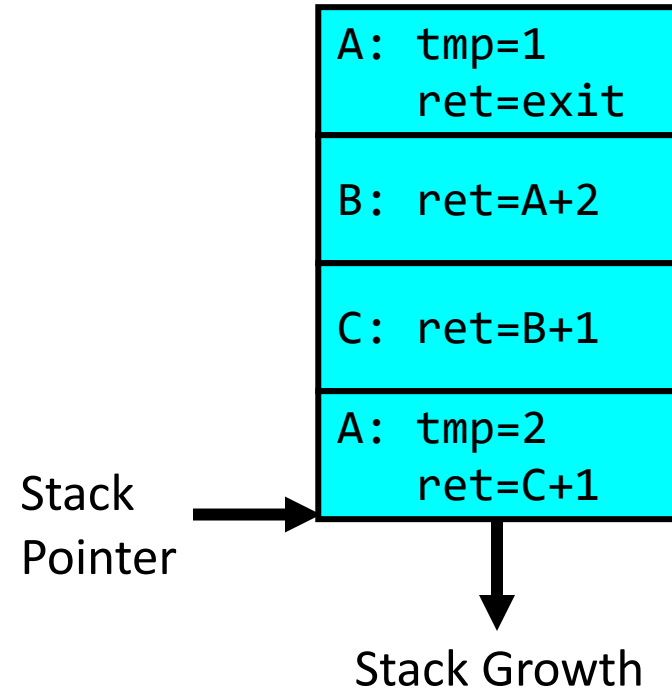 A: tmp=1
ret=exit
B: ret=A+2
C: ret=B+1
A: tmp=2
ret=C+1
Stack
Pointer
Stack Growth